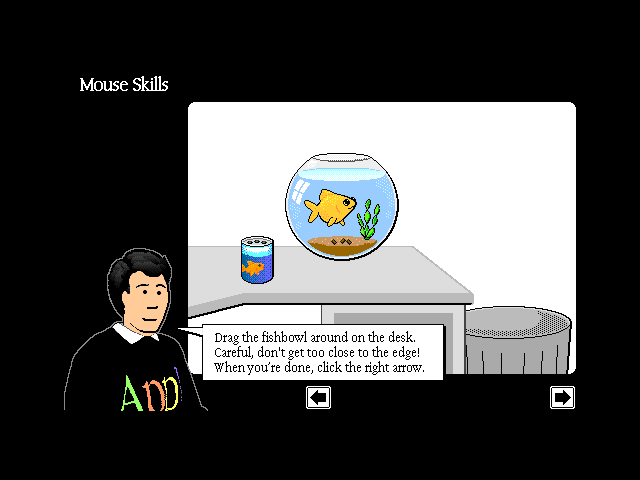 Mouse Skills
Drag the fishbowl around on the desk.
Careful, don't get too close to the edge!
When you're done, click the right arrow.
App